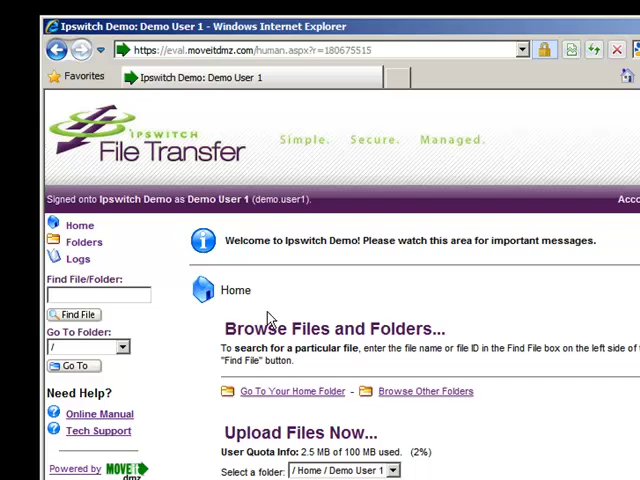 Ipswitch Demo: Demo User 1 - Windows Internet Explorer
https://eval.moveitdmz.com/human.aspx?r=180675515
Favorites
Ipswitch Demo: Demo User 1
IPSWITCH
File Transfer
Simple. Secure. Managed.
Signed onto Ipswitch Demo as Demo User 1 (demo.user1).
Acco
Home
Folders
Logs
Find File/Folder:
Find File
Go To Folder:
/
Go To
Need Help?
Online Manual
Tech Support
Powered by MOVEit dmz
Welcome to Ipswitch Demo! Please watch this area for important messages.
Home
Browse Files and Folders...
To search for a particular file, enter the file name or file ID in the Find File box on the left side of
"Find File" button.
Go To Your Home Folder - Browse Other Folders
Upload Files Now...
User Quota Info: 2.5 MB of 100 MB used. (2%)
Select a folder: / Home / Demo User 1